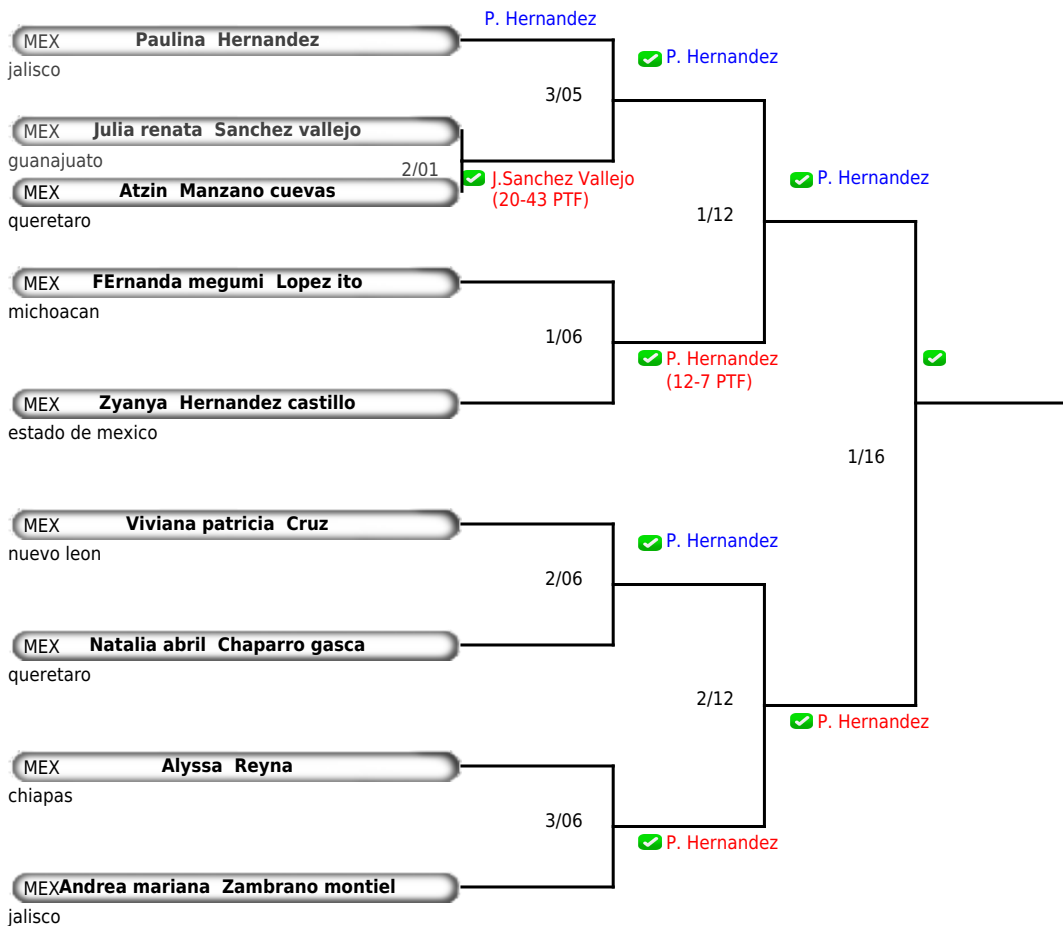 P. Hernandez
MEX Paulina Hernandez
jalisco
P. Hernandez
3/05
MEX Julia renata Sanchez vallejo
guanajuato
2/01
J.Sanchez Vallejo
(20-43 PTF)
MEX Atzin Manzano cuevas
queretaro
P. Hernandez
1/12
MEX FErnanda megumi Lopez ito
michoacan
1/06
P. Hernandez
(12-7 PTF)
MEX Zyanya Hernandez castillo
estado de mexico
1/16
MEX Viviana patricia Cruz
nuevo leon
P. Hernandez
2/06
MEX Natalia abril Chaparro gasca
queretaro
2/12
P. Hernandez
MEX Alyssa Reyna
chiapas
3/06
P. Hernandez
MEX Andrea mariana Zambrano montiel
jalisco